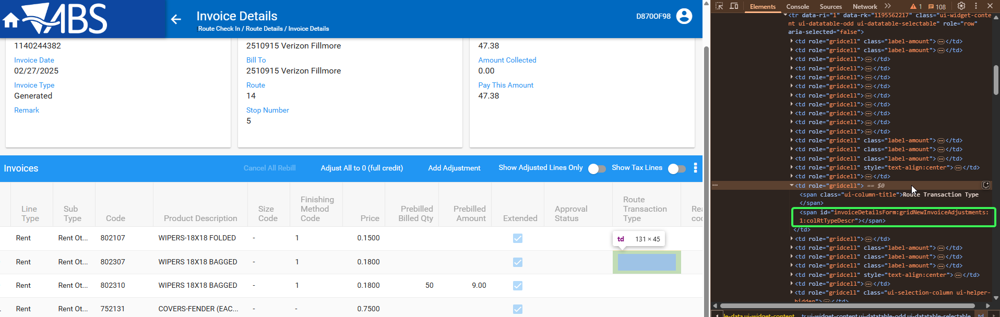 ABS
Invoice Details
Route Check In / Route Details / Invoice Details
D870OF98
1140244382
Invoice Date
02/27/2025
Invoice Type
Generated
Remark
2510915 Verizon Fillmore
Bill To
2510915 Verizon Fillmore
Route
14
Stop Number
5
47.38
Amount Collected
0.00
Pay This Amount
47.38
Invoices
Cancel All Rebill Adjust All to 0 (full credit) Add Adjustment Show Adjusted Lines Only Show Tax Lines
Line Type Sub Type Code Product Description Size Code Finishing Method Code Price Prebilled Billed Qty Prebilled Amount Extended Approval Status Route Transaction Type
Rent Rent Ot... 802107 WIPERS-18X18 FOLDED - 1 0.1500
td 131 × 45
Rent Rent Ot... 802307 WIPERS 18X18 BAGGED - 1 0.1800
Rent Rent Ot... 802310 WIPERS 18X18 BAGGED - 1 0.1800 50 9.00
Rent Rent Ot... 752131 COVERS-FENDER (EAC... - - 0.7500
Elements Console Sources Network 1 108
<tr data-ri="1" data-rk="1195562217" class="ui-widget-conte
nt ui-datatable-odd ui-datatable-selectable" role="row"
aria-selected="false">
<td role="gridcell" class="label-amount">…</td>
<td role="gridcell" class="label-amount">…</td>
<td role="gridcell">…</td>
<td role="gridcell">…</td>
<td role="gridcell">…</td>
<td role="gridcell">…</td>
<td role="gridcell">…</td>
<td role="gridcell">…</td>
<td role="gridcell">…</td>
<td role="gridcell">…</td>
<td role="gridcell">…</td>
<td role="gridcell" class="label-amount">…</td>
<td role="gridcell" class="label-amount">…</td>
<td role="gridcell" class="label-amount">…</td>
<td role="gridcell" style="text-align:center">…</td>
<td role="gridcell">…</td>
<td role="gridcell"> == $0
<span class="ui-column-title">Route Transaction Type
</span>
<span id="invoiceDetailsForm:gridNewInvoiceAdjustments:
1:colRtTypeDescr"></span>
</td>
<td role="gridcell">…</td>
<td role="gridcell" class="label-amount">…</td>
<td role="gridcell" class="label-amount">…</td>
<td role="gridcell" class="label-amount">…</td>
<td role="gridcell" style="text-align:center">…</td>
<td role="gridcell">…</td>
<td role="gridcell" class="ui-selection-column ui-helper-
hidden">…</td>
le-data.ui-widget-content tr.ui-widget-content.ui-datatable-odd.ui-datatable-selectable td